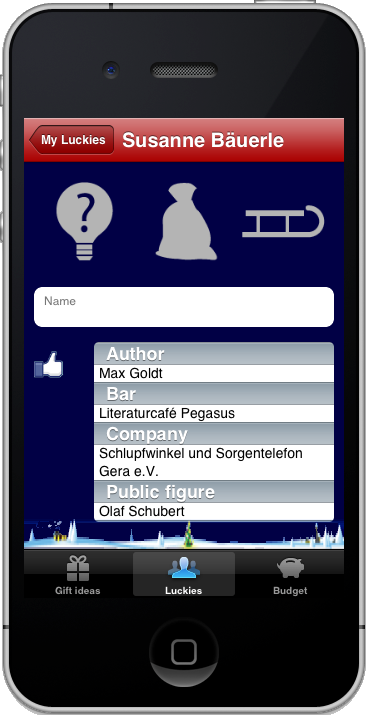 My Luckies
Susanne Bäuerle
?
Name
Author
Max Goldt
Bar
Literaturcafé Pegasus
Company
Schlupfwinkel und Sorgentelefon
Gera e.V.
Public figure
Olaf Schubert
Gift ideas
Luckies
Budget